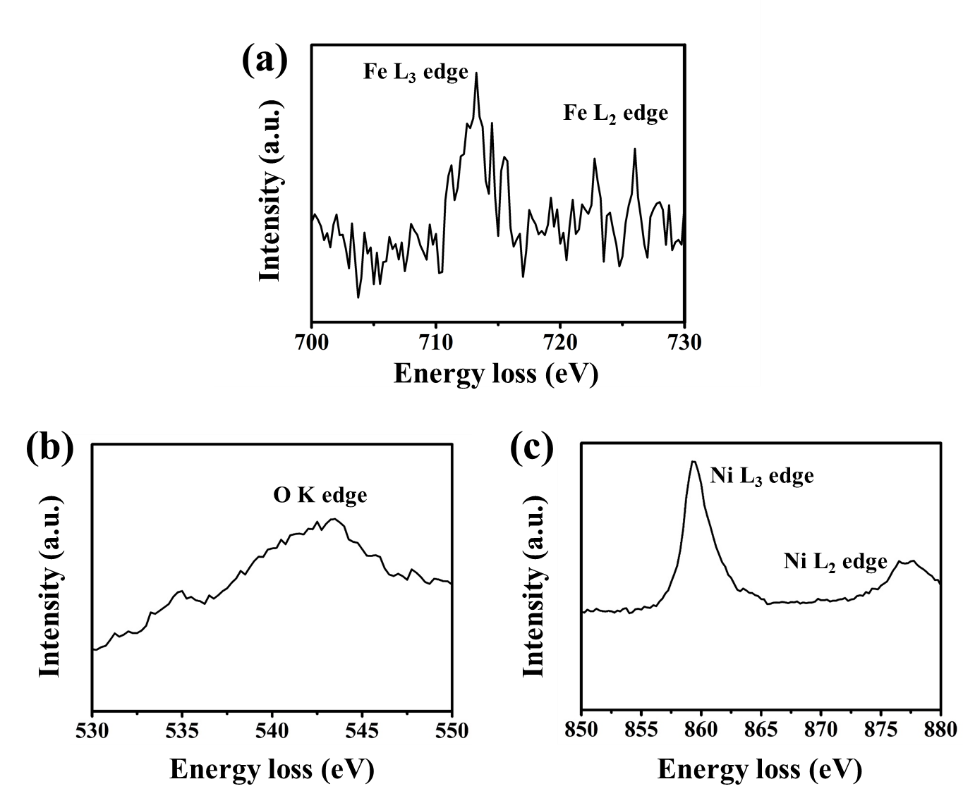 (a)
Fe L₃ edge
Fe L₂ edge
Intensity (a.u.)
700 710 720 730
Energy loss (eV)
(b)
O K edge
Intensity (a.u.)
530 535 540 545 550
Energy loss (eV)
(c)
Ni L₃ edge
Ni L₂ edge
Intensity (a.u.)
850 855 860 865 870 875 880
Energy loss (eV)